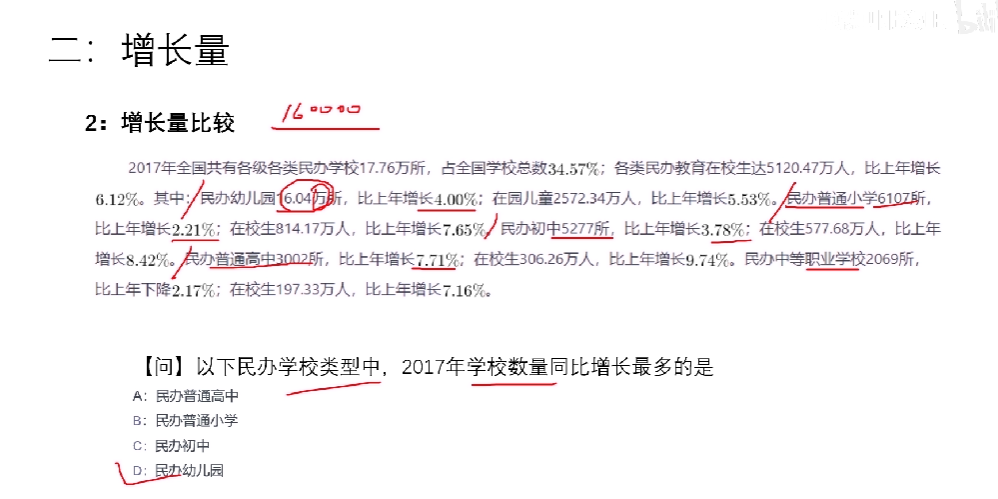 二：增长量
2：增长量比较
160000
2017年全国共有各级各类民办学校17.76万所，占全国学校总数34.57%；各类民办教育在校生达5120.47万人，比上年增长
6.12%。其中：民办幼儿园16.04万所，比上年增长4.00%；在园儿童2572.34万人，比上年增长5.53%。民办普通小学6107所，
比上年增长2.21%；在校生814.17万人，比上年增长7.65%；民办初中5277所，比上年增长3.78%；在校生577.68万人，比上年
增长8.42%。民办普通高中3002所，比上年增长7.71%；在校生306.26万人，比上年增长9.74%。民办中等职业学校2069所，
比上年下降2.17%；在校生197.33万人，比上年增长7.16%。
【问】以下民办学校类型中，2017年学校数量同比增长最多的是
A：民办普通高中
B：民办普通小学
C：民办初中
D：民办幼儿园